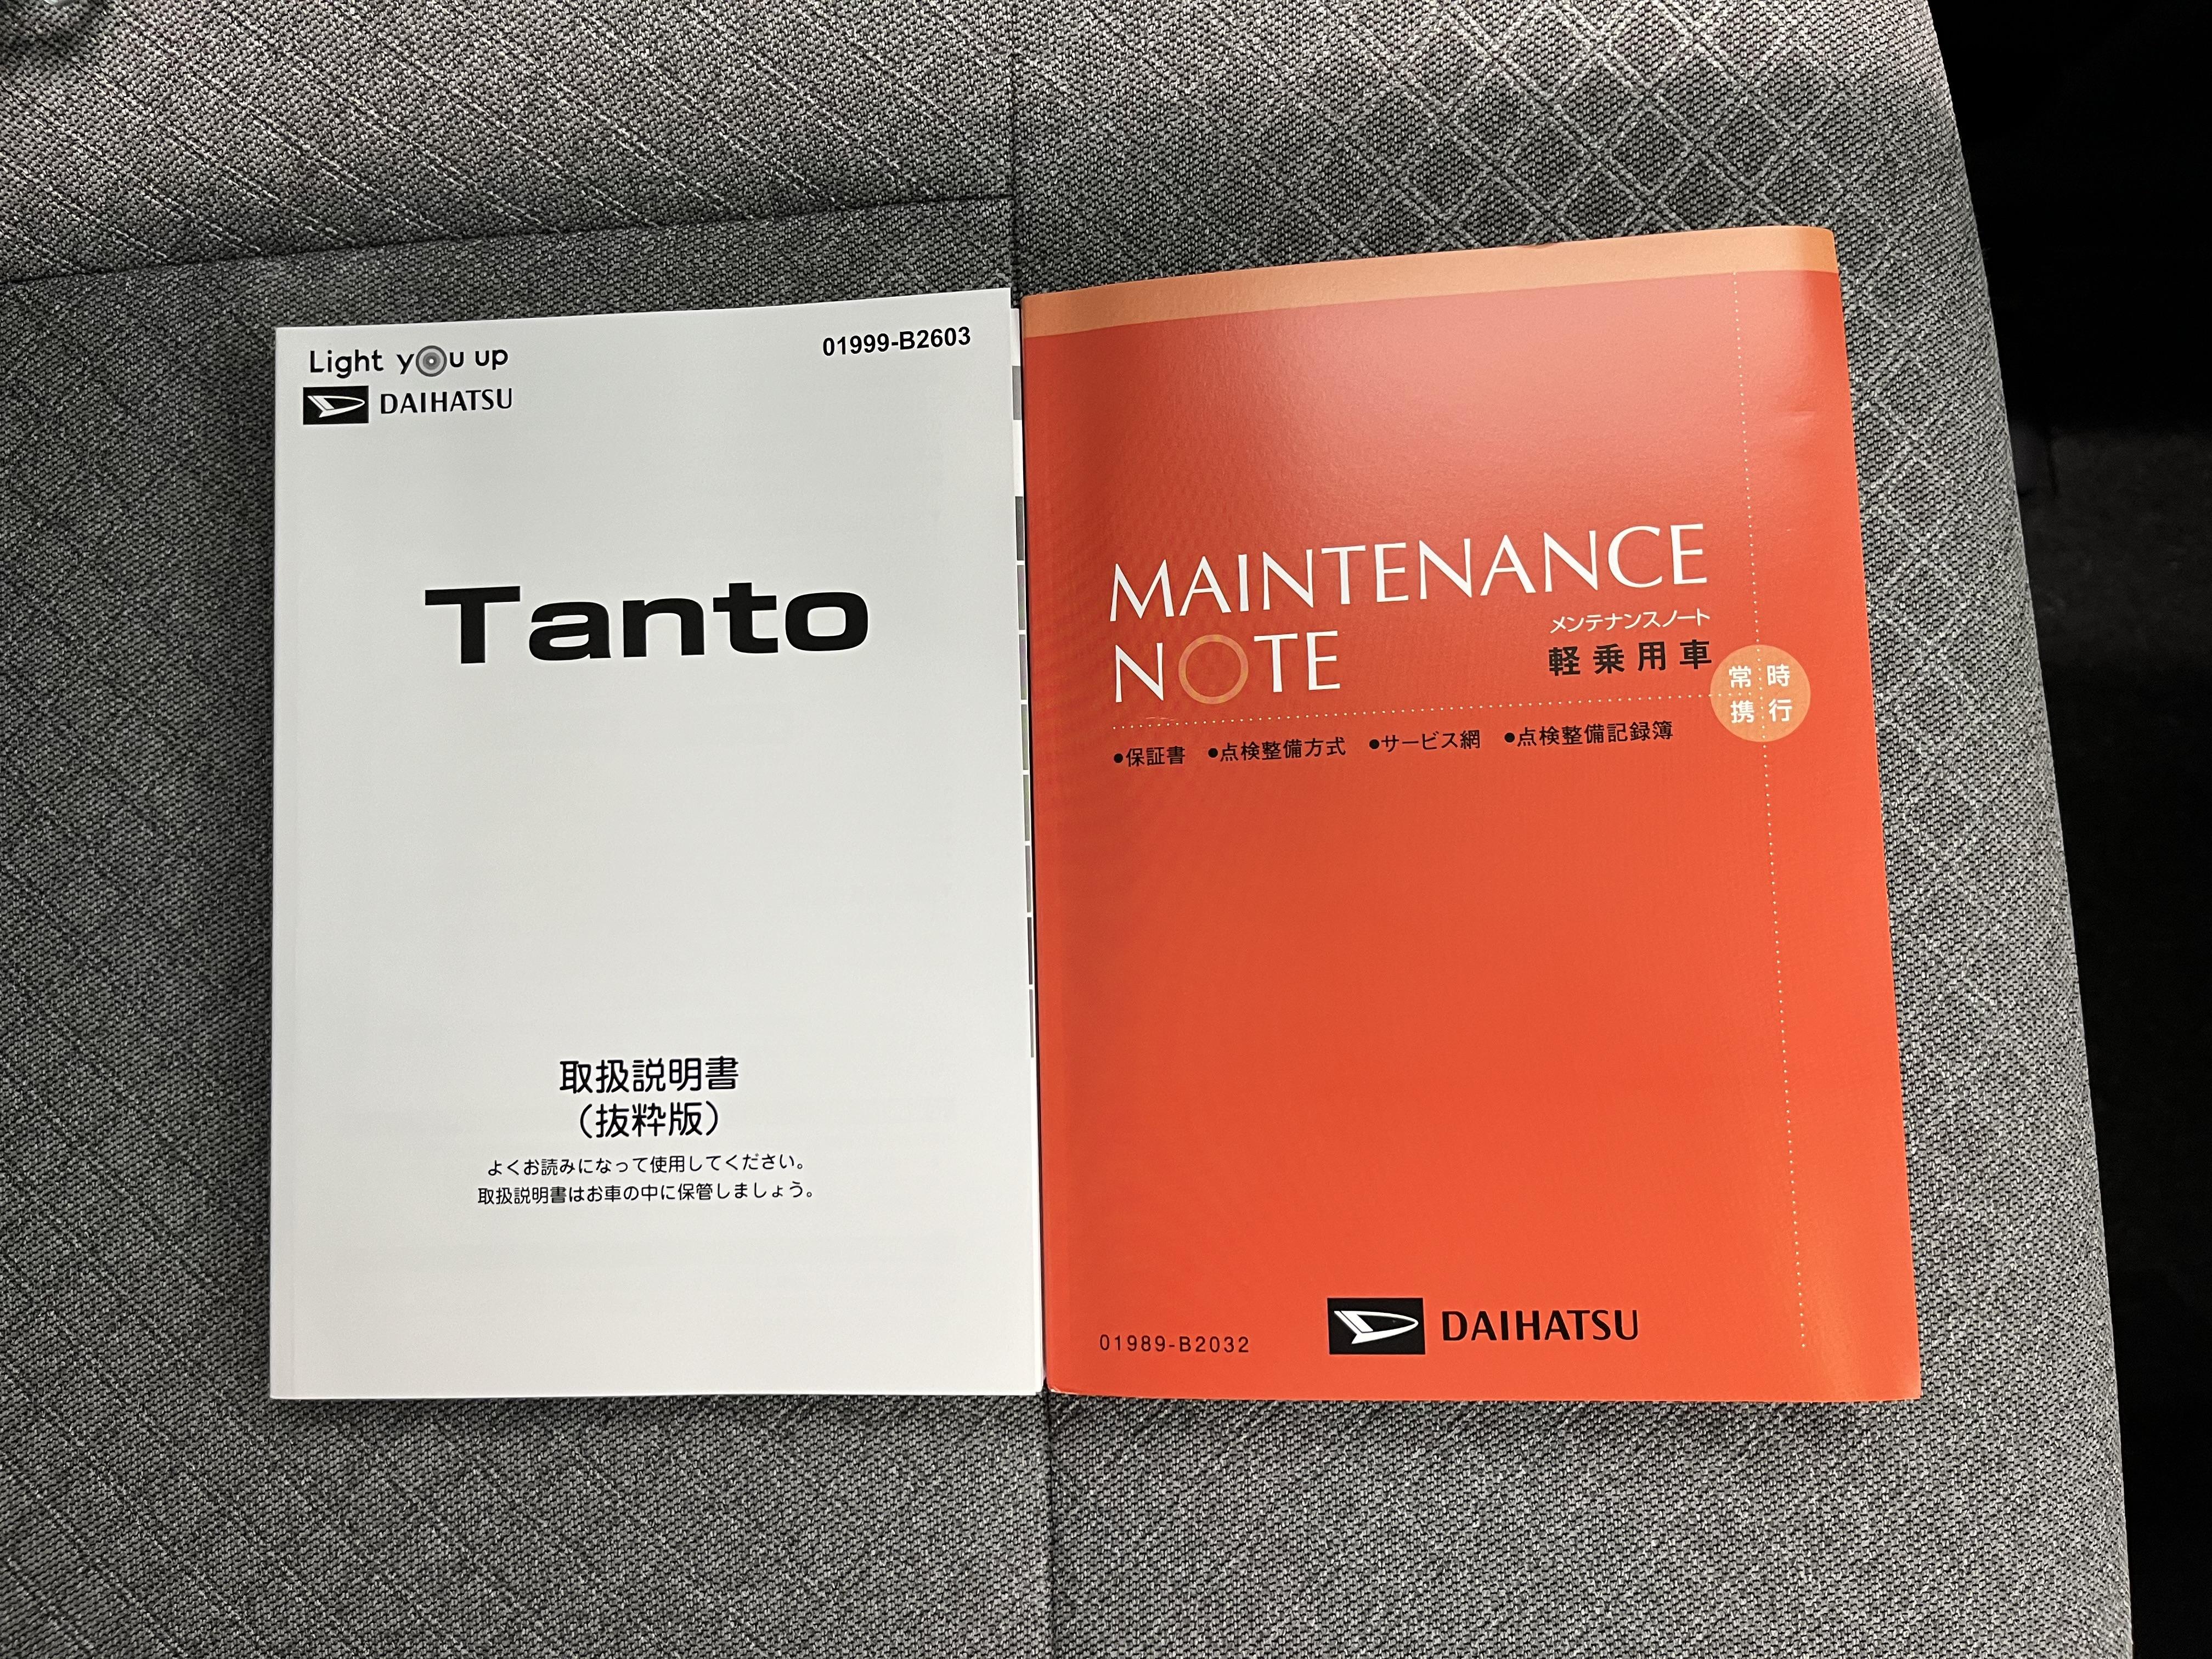 Light you up
DAIHATSU
01999-B2603
Tanto
取扱説明書
（抜粋版）
よくお読みになって使用してください。
取扱説明書はお車の中に保管しましょう。
MAINTENANCE
NOTE
メンテナンスノート
軽乗用車
常時
携行
●保証書 ●点検整備方式 ●サービス網 ●点検整備記録簿
01989-B2032
DAIHATSU